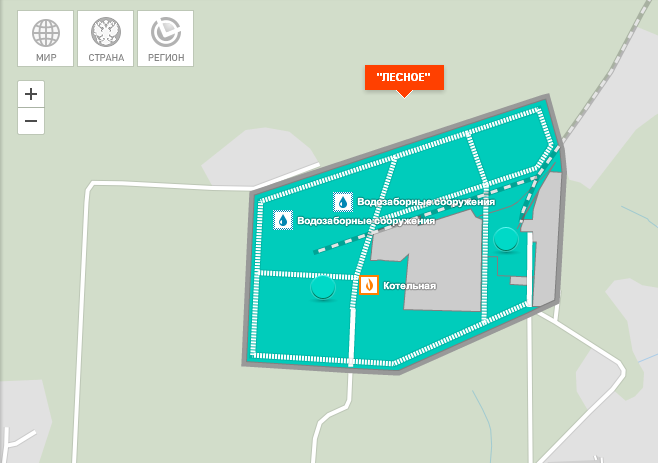 МИР
СТРАНА
РЕГИОН
+
−
"ЛЕСНОЕ"
Водозаборные сооружения
Водозаборные сооружения
Котельная